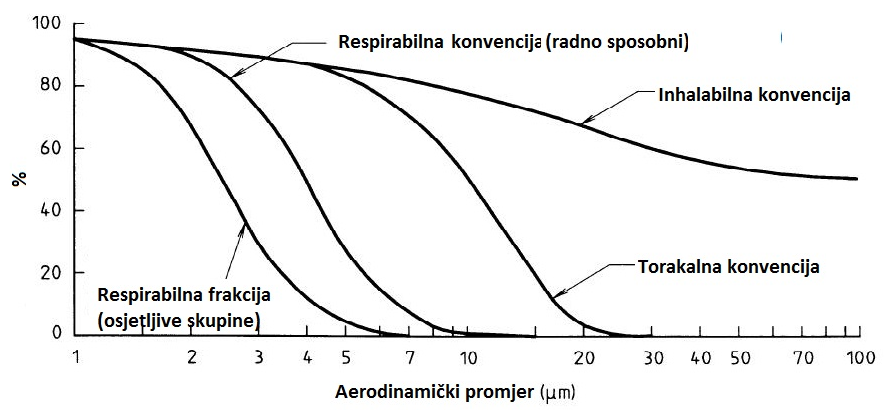 100
80
60
40
20
0
%
Respirabilna konvencija (radno sposobni)
Inhalabilna konvencija
Torakalna konvencija
Respirabilna frakcija
(osjetljive skupine)
1 2 3 4 5 7 10 20 30 40 50 70 100
Aerodinamički promjer (μm)